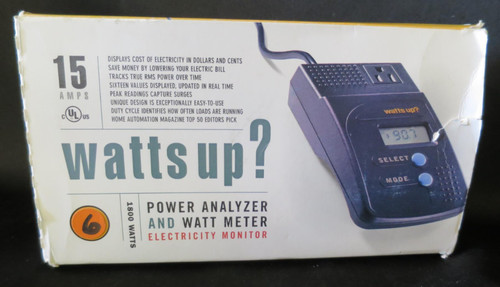 15
AMPS
C UL US
DISPLAYS COST OF ELECTRICITY IN DOLLARS AND CENTS
SAVE MONEY BY LOWERING YOUR ELECTRIC BILL
TRACKS TRUE RMS POWER OVER TIME
SIXTEEN VALUES DISPLAYED, UPDATED IN REAL TIME
PEAK READINGS CAPTURE SURGES
UNIQUE DESIGN IS EXCEPTIONALLY EASY-TO-USE
DUTY CYCLE IDENTIFIES HOW OFTEN LOADS ARE RUNNING
HOME AUTOMATION MAGAZINE TOP 50 EDITORS PICK
watts up?
6
1800 WATTS
POWER ANALYZER
AND WATT METER
ELECTRICITY MONITOR
watts up?
SELECT
MODE